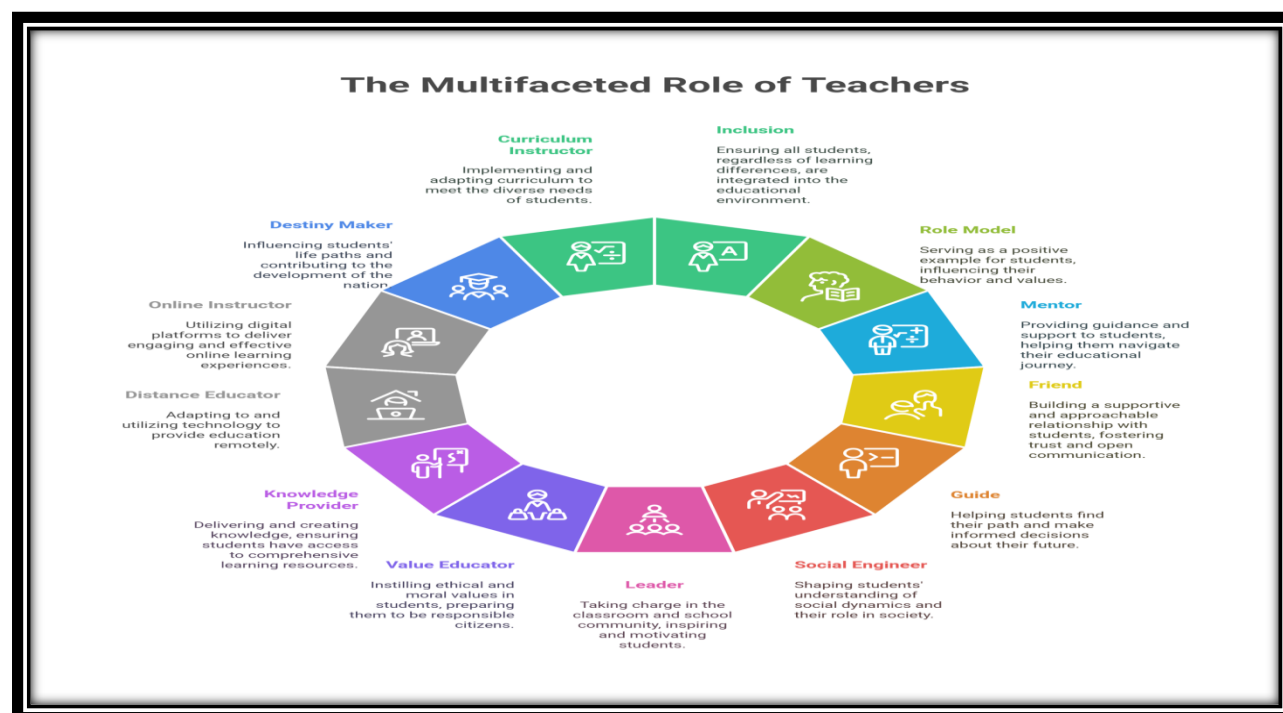 The Multifaceted Role of Teachers
Inclusion
Ensuring all students,
regardless of learning
differences, are
integrated into the
educational
environment.
Role Model
Serving as a positive
example for students,
influencing their
behavior and values.
Mentor
Providing guidance and
support to students,
helping them navigate
their educational
journey.
Friend
Building a supportive
and approachable
relationship with
students, fostering
trust and open
communication.
Guide
Helping students find
their path and make
informed decisions
about their future.
Social Engineer
Shaping students'
understanding of
social dynamics and
their role in society.
Leader
Taking charge in the
classroom and school
community, inspiring
and motivating
students.
Value Educator
Instilling ethical and
moral values in
students, preparing
them to be responsible
citizens.
Knowledge
Provider
Delivering and creating
knowledge, ensuring
students have access
to comprehensive
learning resources.
Distance Educator
Adapting to and
utilizing technology to
provide education
remotely.
Online Instructor
Utilizing digital
platforms to deliver
engaging and effective
online learning
experiences.
Destiny Maker
Influencing students'
life paths and
contributing to the
development of the
nation.
Curriculum
Instructor
Implementing and
adapting curriculum to
meet the diverse needs
of students.
A